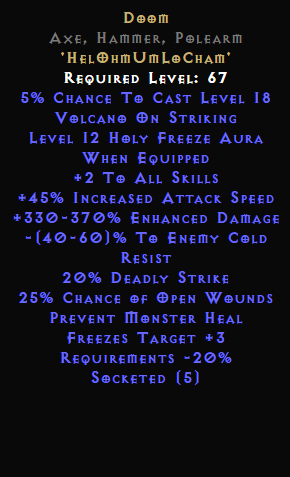 Doom
Axe, Hammer, Polearm
'HelOhmUmLoCham'
Required Level: 67
5% Chance To Cast Level 18
Volcano On Striking
Level 12 Holy Freeze Aura
When Equipped
+2 To All Skills
+45% Increased Attack Speed
+330-370% Enhanced Damage
-(40-60)% To Enemy Cold
Resist
20% Deadly Strike
25% Chance of Open Wounds
Prevent Monster Heal
Freezes Target +3
Requirements -20%
Socketed (5)